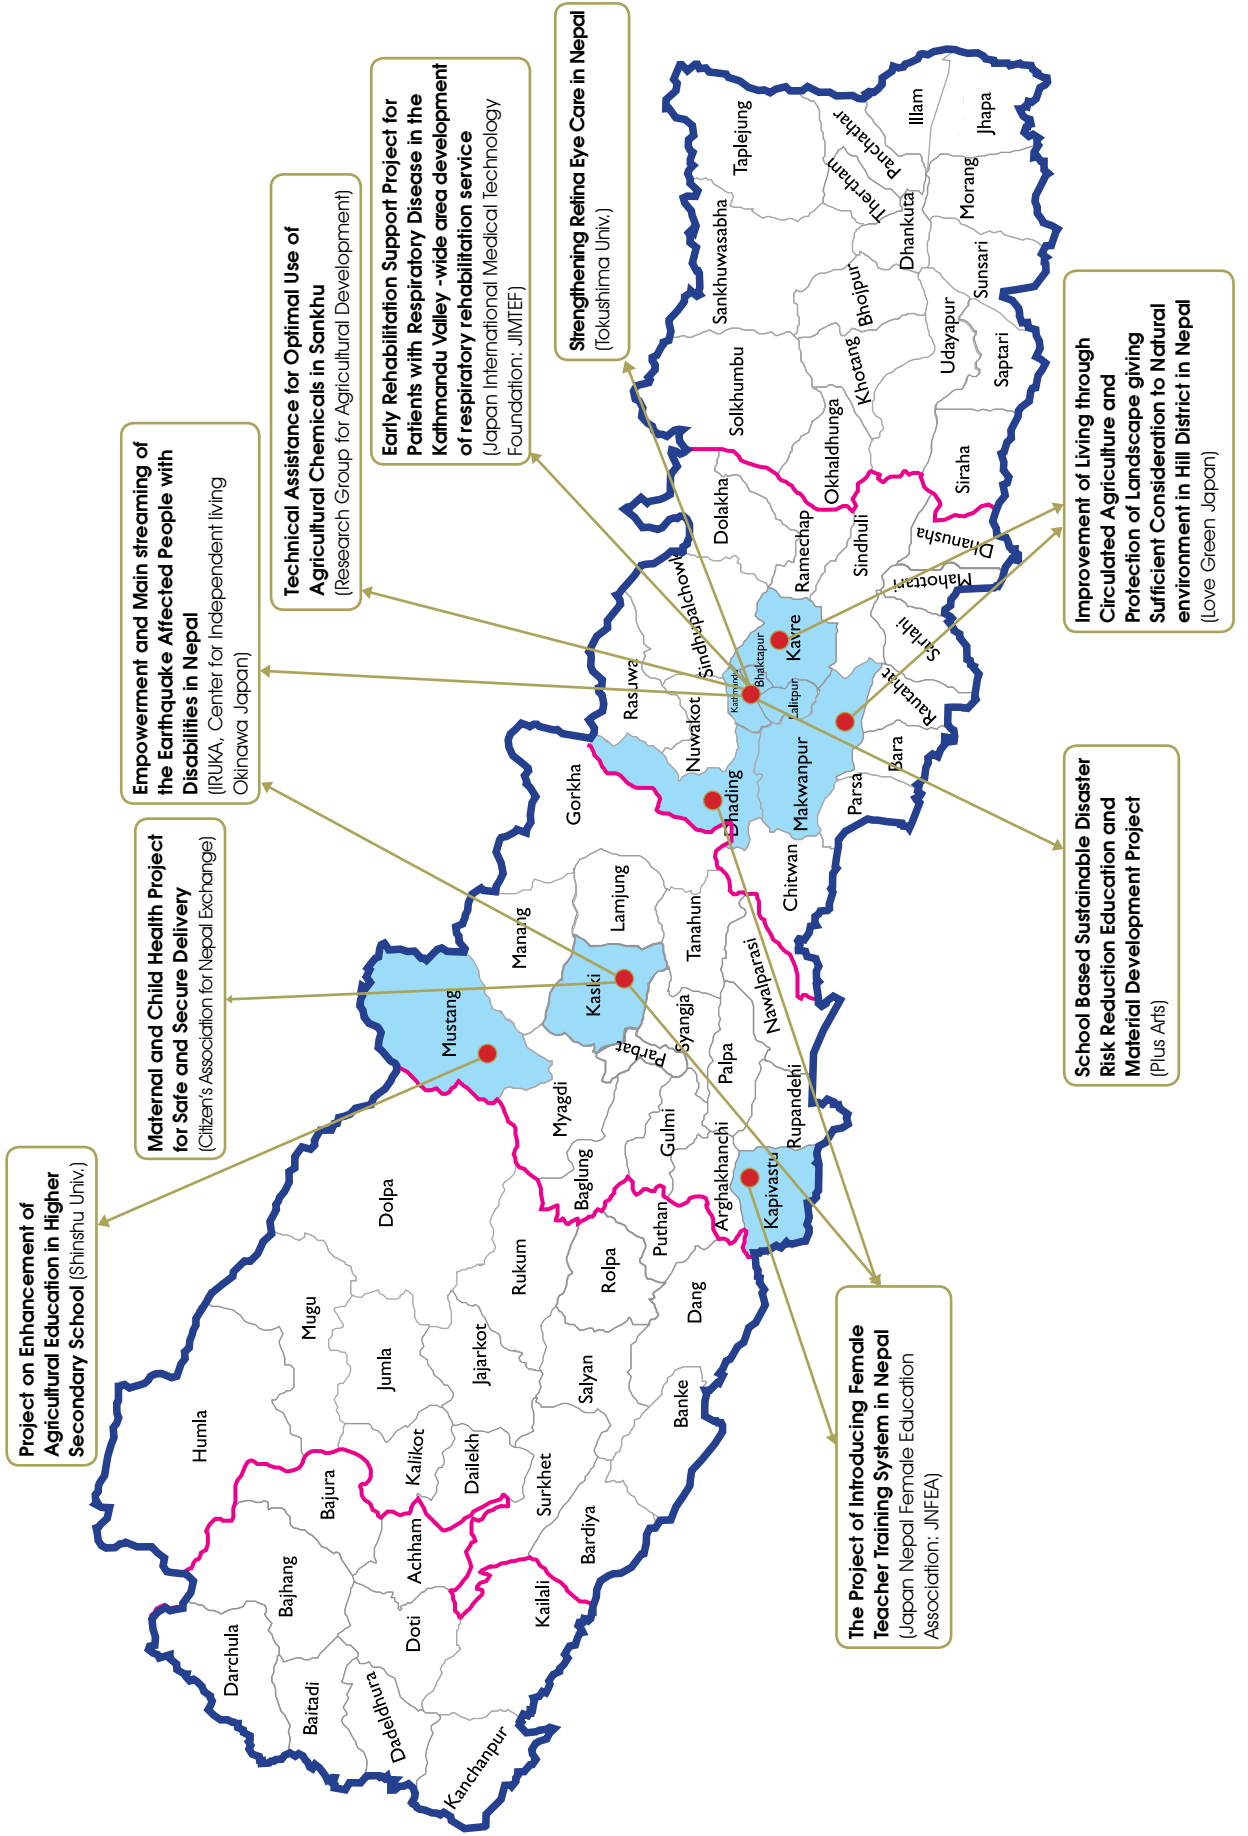 Project on Enhancement of
Agricultural Education in Higher
Secondary School (Shinshu Univ.)
Maternal and Child Health Project
for Safe and Secure Delivery
(Citizen's Association for Nepal Exchange)
Empowerment and Main streaming of
the Earthquake Affected People with
Disabilities in Nepal
(IRUKA, Center for Independent living
Okinawa Japan)
Technical Assistance for Optimal Use of
Agricultural Chemicals in Sankhu
(Research Group for Agricultural Development)
Early Rehabilitation Support Project for
Patients with Respiratory Disease in the
Kathmandu Valley -wide area development
of respiratory rehabilitation service
(Japan International Medical Technology
Foundation: JIMTEF)
Strengthening Retina Eye Care in Nepal
(Tokushima Univ.)
Darchula
Bajhang
Humla
Baitadi
Bajura
Mugu
Dadeldhura
Doti
Achham
Kalikot
Jumla
Dolpa
Kanchanpur
Kailali
Dailekh
Jajarkot
Surkhet
Rukum
Bardiya
Salyan
Rolpa
Banke
Dang
Puthan
Mustang
Manang
Myagdi
Baglung
Kaski
Lamjung
Gorkha
Parbat
Gulmi
Syangja
Tanahun
Arghakhanchi
Palpa
Nawalparasi
Kapivastu
Rupandehi
Rasuwa
Nuwakot
Dhading
Sindhupalchowk
Dolakha
Kathmandu
Bhaktapur
Lalitpur
Kavre
Ramechap
Chitwan
Makwanpur
Sindhuli
Parsa
Bara
Rautahat
Sarlahi
Mahottari
Dhanusha
Solkhumbu
Sankhuwasabha
Taplejung
Okhaldhunga
Khotang
Bhojpur
Thertham
Panchathar
Illam
Dhankuta
Udayapur
Siraha
Saptari
Sunsari
Morang
Jhapa
The Project of Introducing Female
Teacher Training System in Nepal
(Japan Nepal Female Education
Association: JNFEA)
School Based Sustainable Disaster
Risk Reduction Education and
Material Development Project
(Plus Arts)
Improvement of Living through
Circulated Agriculture and
Protection of Landscape giving
Sufficient Consideration to Natural
environment in Hill District in Nepal
(Love Green Japan)